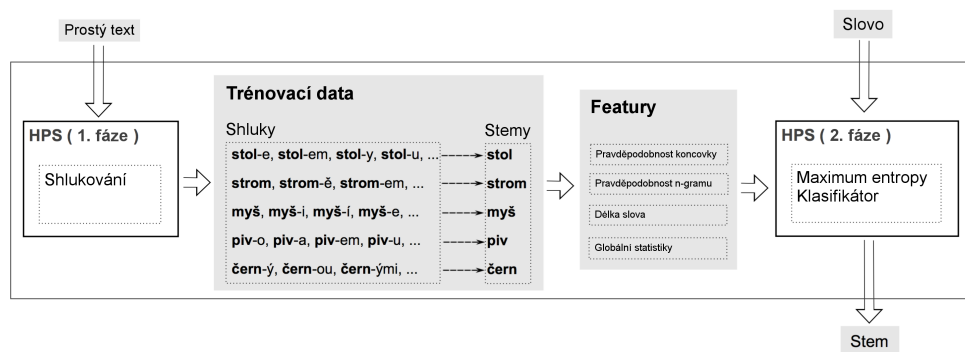 Prostý text
Slovo
HPS ( 1. fáze )
Shlukování
Trénovací data
Shluky
Stemy
stol-e, stol-em, stol-y, stol-u, ...
stol
strom, strom-ě, strom-em, ...
strom
myš, myš-i, myš-í, myš-e, ...
myš
piv-o, piv-a, piv-em, piv-u, ...
piv
čern-ý, čern-ou, čern-ými, ...
čern
Featury
Pravděpodobnost koncovky
Pravděpodobnost n-gramu
Délka slova
Globální statistiky
HPS ( 2. fáze )
Maximum entropy
Klasifikátor
Stem